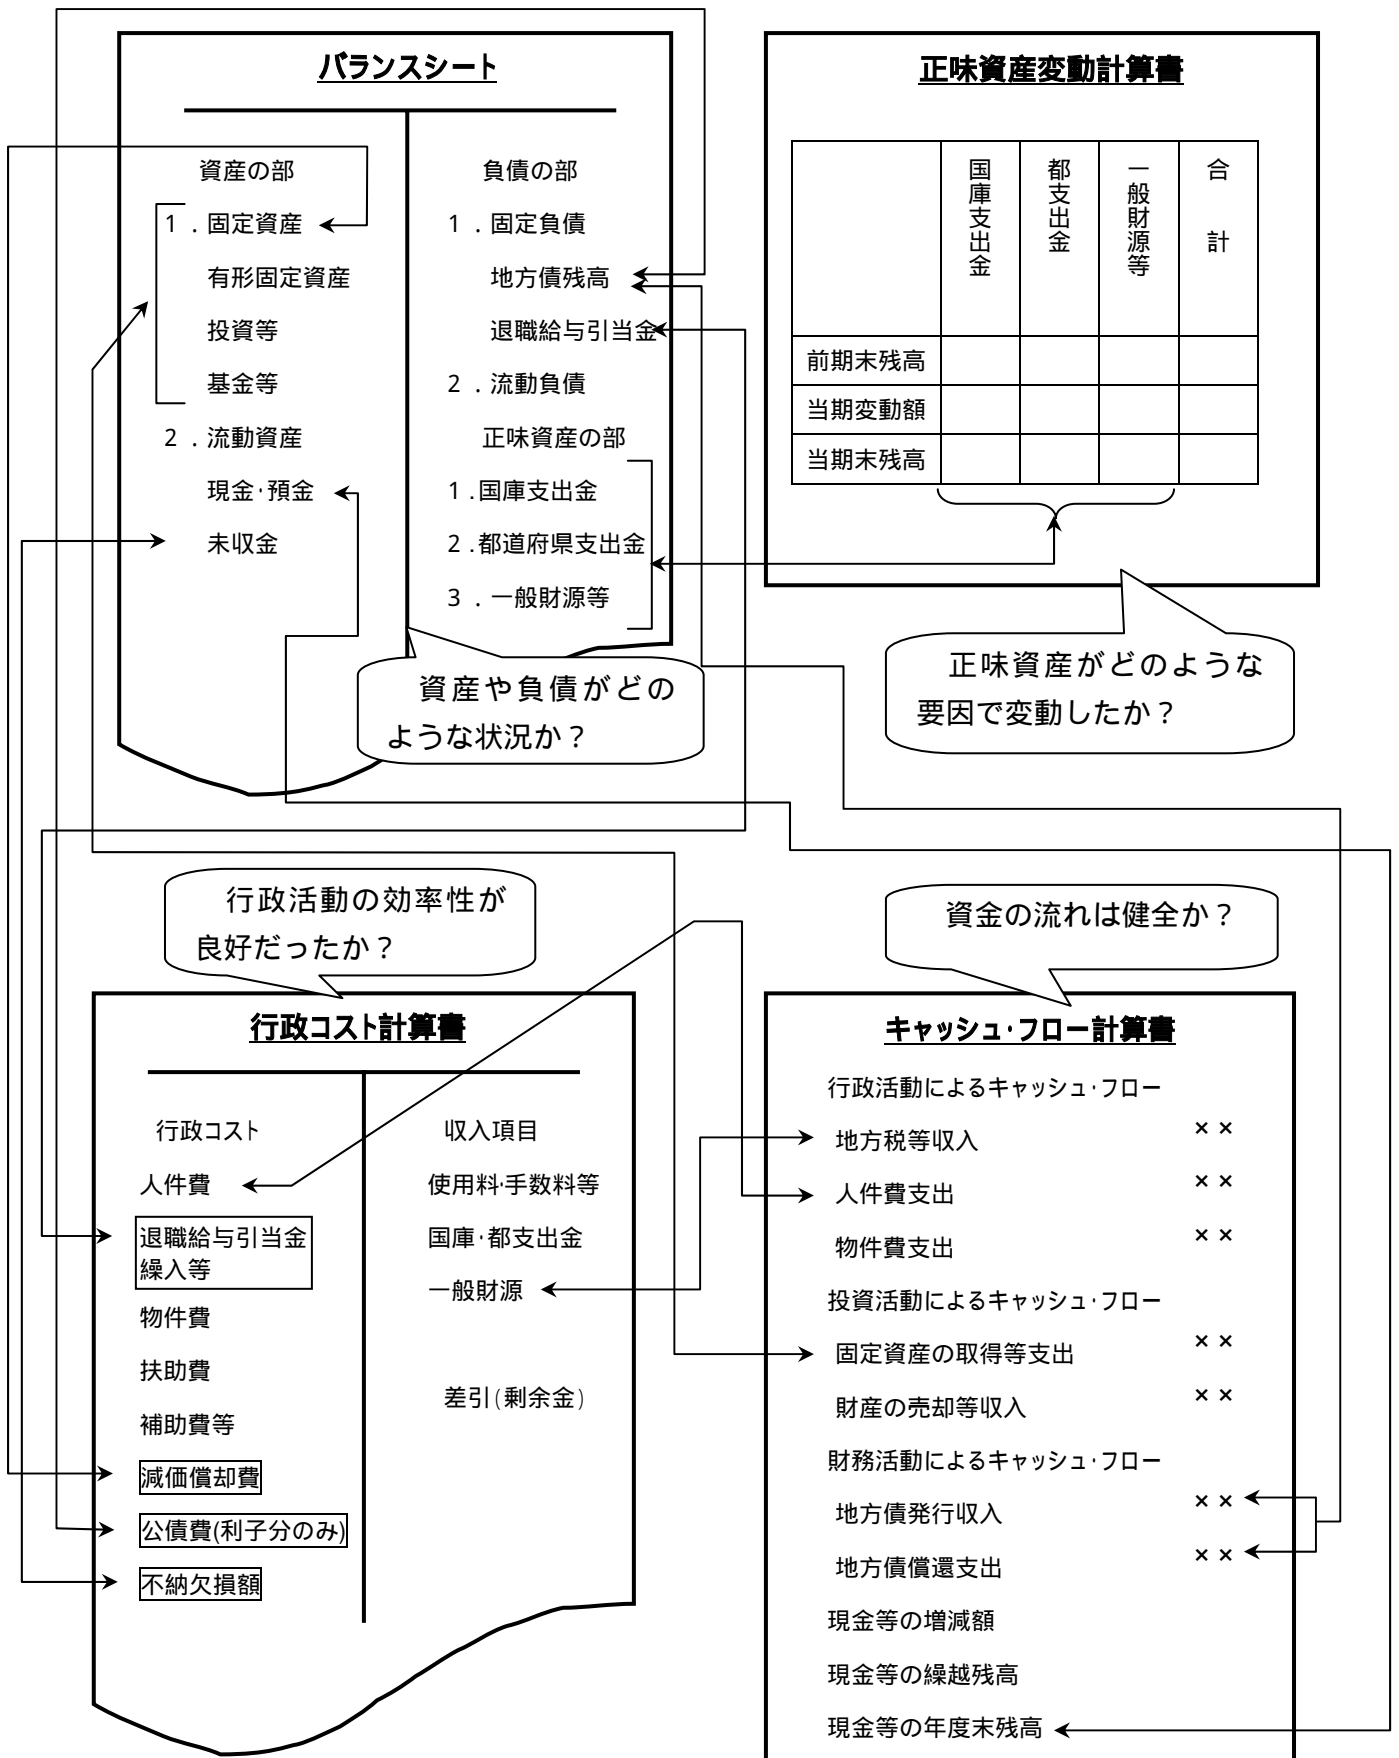 バランスシート
資産の部
1．固定資産
有形固定資産
投資等
基金等
2．流動資産
現金・預金
未収金
負債の部
1．固定負債
地方債残高
退職給与引当金
2．流動負債
正味資産の部
1．国庫支出金
2．都道府県支出金
3．一般財源等
資産や負債がどの
ような状況か？
正味資産変動計算書
国庫支出金
都支出金
一般財源等
合計
前期末残高
当期変動額
当期末残高
正味資産がどのような
要因で変動したか？
行政活動の効率性が
良好だったか？
行政コスト計算書
行政コスト
人件費
退職給与引当金
繰入等
物件費
扶助費
補助費等
減価償却費
公債費(利子分のみ)
不納欠損額
収入項目
使用料・手数料等
国庫・都支出金
一般財源
差引(剰余金)
資金の流れは健全か？
キャッシュ・フロー計算書
行政活動によるキャッシュ・フロー
地方税等収入 ××
人件費支出 ××
物件費支出 ××
投資活動によるキャッシュ・フロー
固定資産の取得等支出 ××
財産の売却等収入 ××
財務活動によるキャッシュ・フロー
地方債発行収入 ××
地方債償還支出 ××
現金等の増減額
現金等の繰越残高
現金等の年度末残高